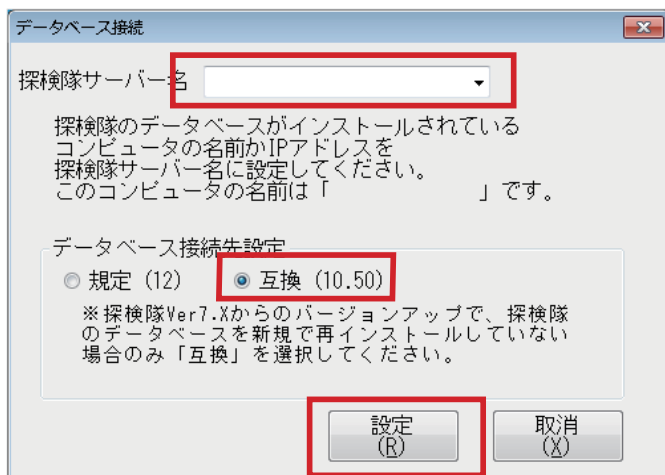 データベース接続
探検隊サーバー名
探検隊のデータベースがインストールされている
コンピュータの名前かIPアドレスを
探検隊サーバー名に設定してください。
このコンピュータの名前は「　　　　　　　」です。
データベース接続先設定
規定 (12)　互換 (10.50)
※探検隊Ver7.Xからのバージョンアップで、探検隊
のデータベースを新規で再インストールしていない
場合のみ「互換」を選択してください。
設定　取消
(R)　(X)